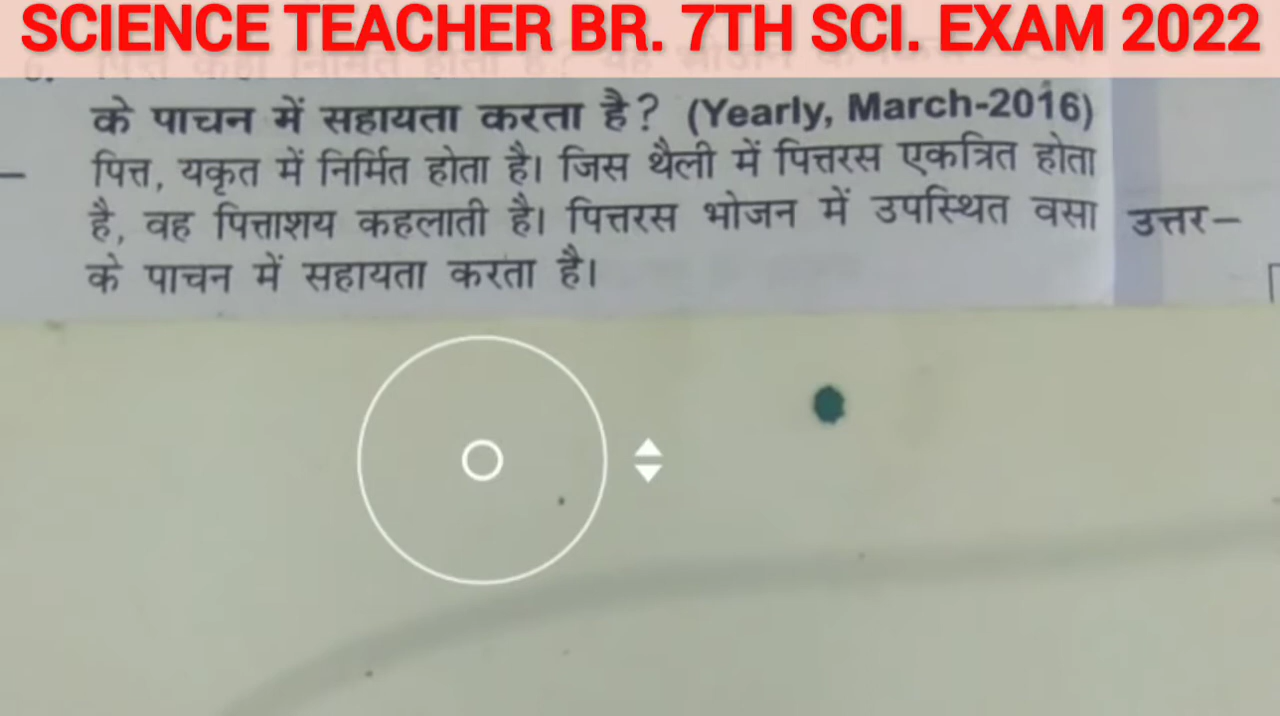 SCIENCE TEACHER BR. 7TH SCI. EXAM 2022
के पाचन में सहायता करता है? (Yearly, March-2016)
पित्त, यकृत में निर्मित होता है। जिस थैली में पित्तरस एकत्रित होता
है, वह पित्ताशय कहलाती है। पित्तरस भोजन में उपस्थित वसा
के पाचन में सहायता करता है।
उत्तर–